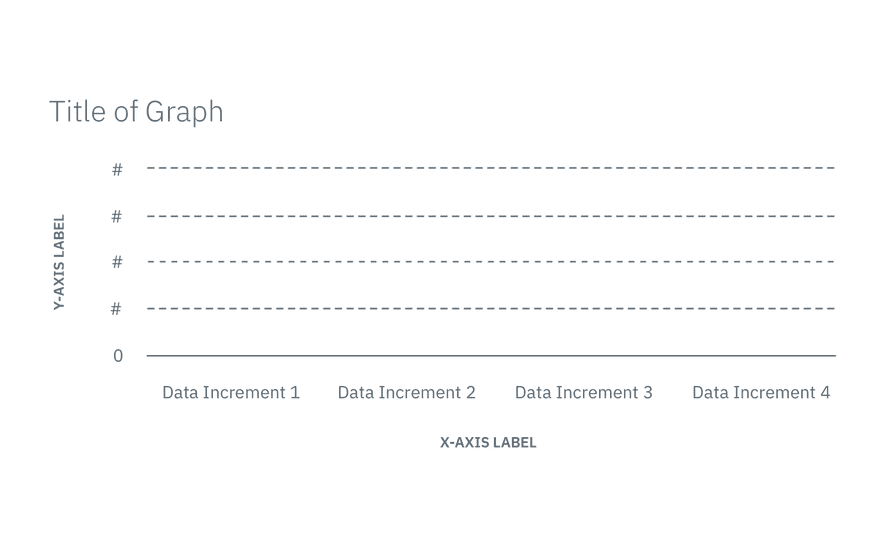 Title of Graph
#
#
#
#
0
Y-AXIS LABEL
Data Increment 1 Data Increment 2 Data Increment 3 Data Increment 4
X-AXIS LABEL